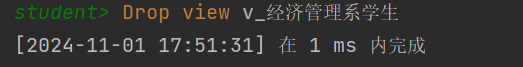 student> Drop view v_经济管理系学生
[2024-11-01 17:51:31] 在 1 ms 内完成